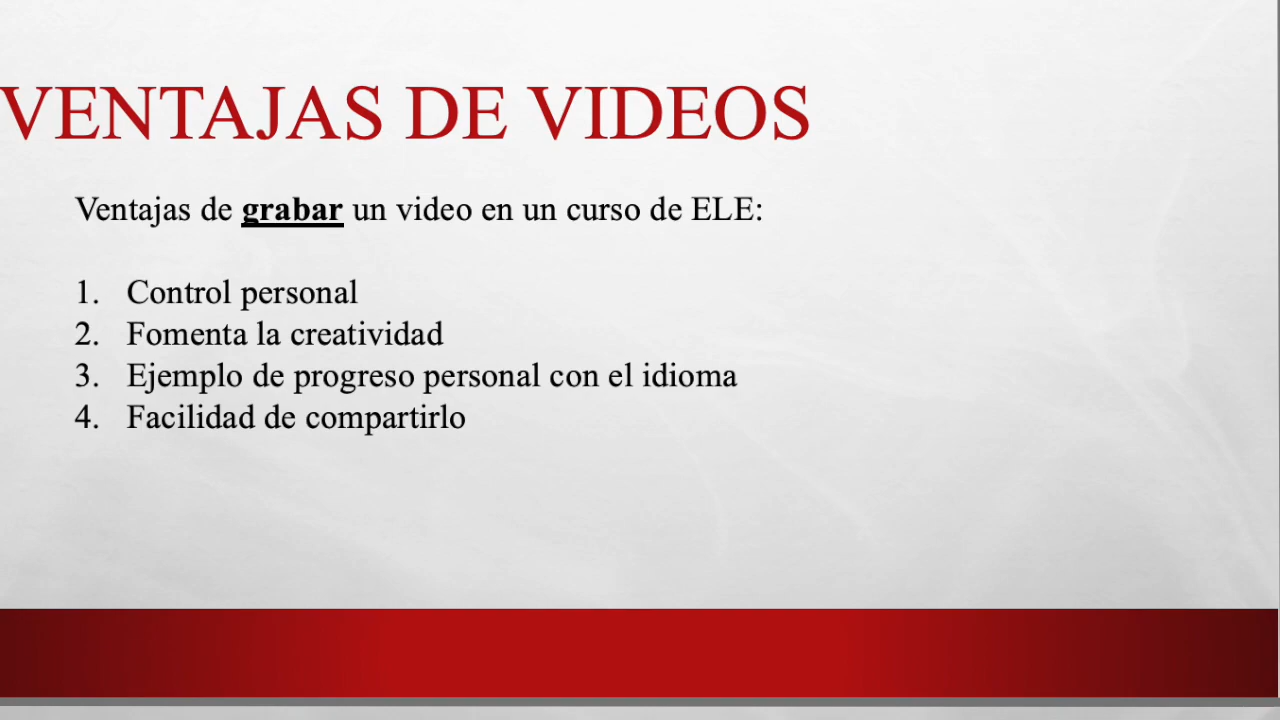 VENTAJAS DE VIDEOS
Ventajas de grabar un video en un curso de ELE:
1. Control personal
2. Fomenta la creatividad
3. Ejemplo de progreso personal con el idioma
4. Facilidad de compartirlo